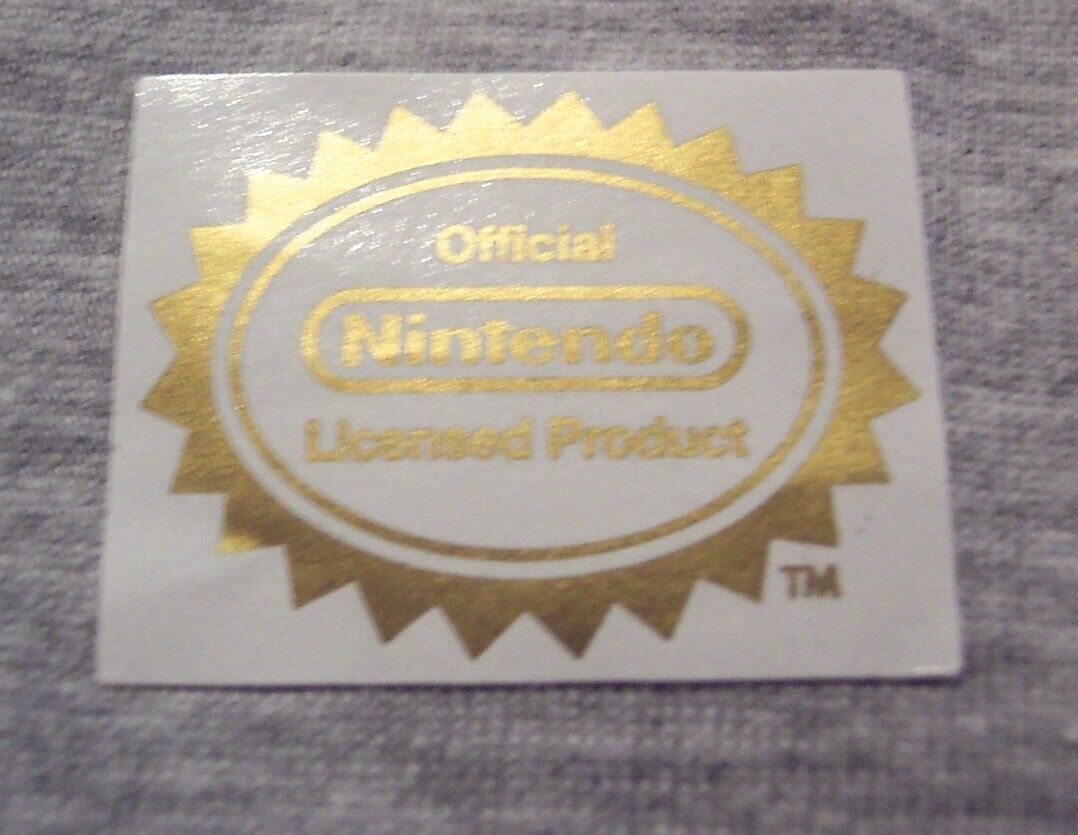 Official
Nintendo
Licensed Product
TM